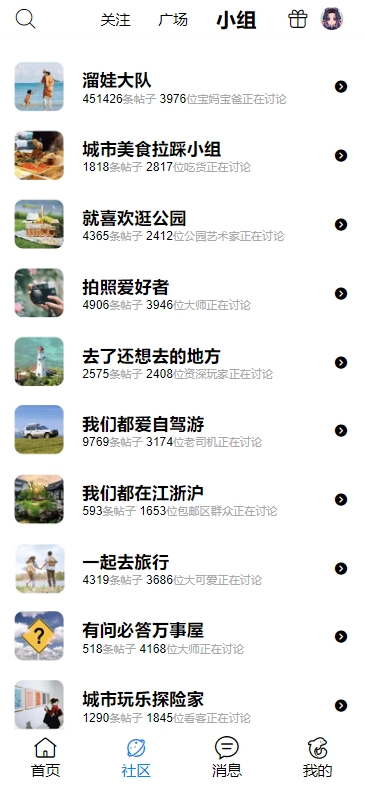 关注 广场 小组
溜娃大队
451426条帖子 3976位宝妈宝爸正在讨论
城市美食拉踩小组
1818条帖子 2817位吃货正在讨论
就喜欢逛公园
4365条帖子 2412位公园艺术家正在讨论
拍照爱好者
4906条帖子 3946位大师正在讨论
去了还想去的地方
2575条帖子 2408位资深玩家正在讨论
我们都爱自驾游
9769条帖子 3174位老司机正在讨论
我们都在江浙沪
593条帖子 1653位包邮区群众正在讨论
一起去旅行
4319条帖子 3686位大可爱正在讨论
有问必答万事屋
518条帖子 4168位大师正在讨论
城市玩乐探险家
1290条帖子 1845位看客正在讨论
首页 社区 消息 我的